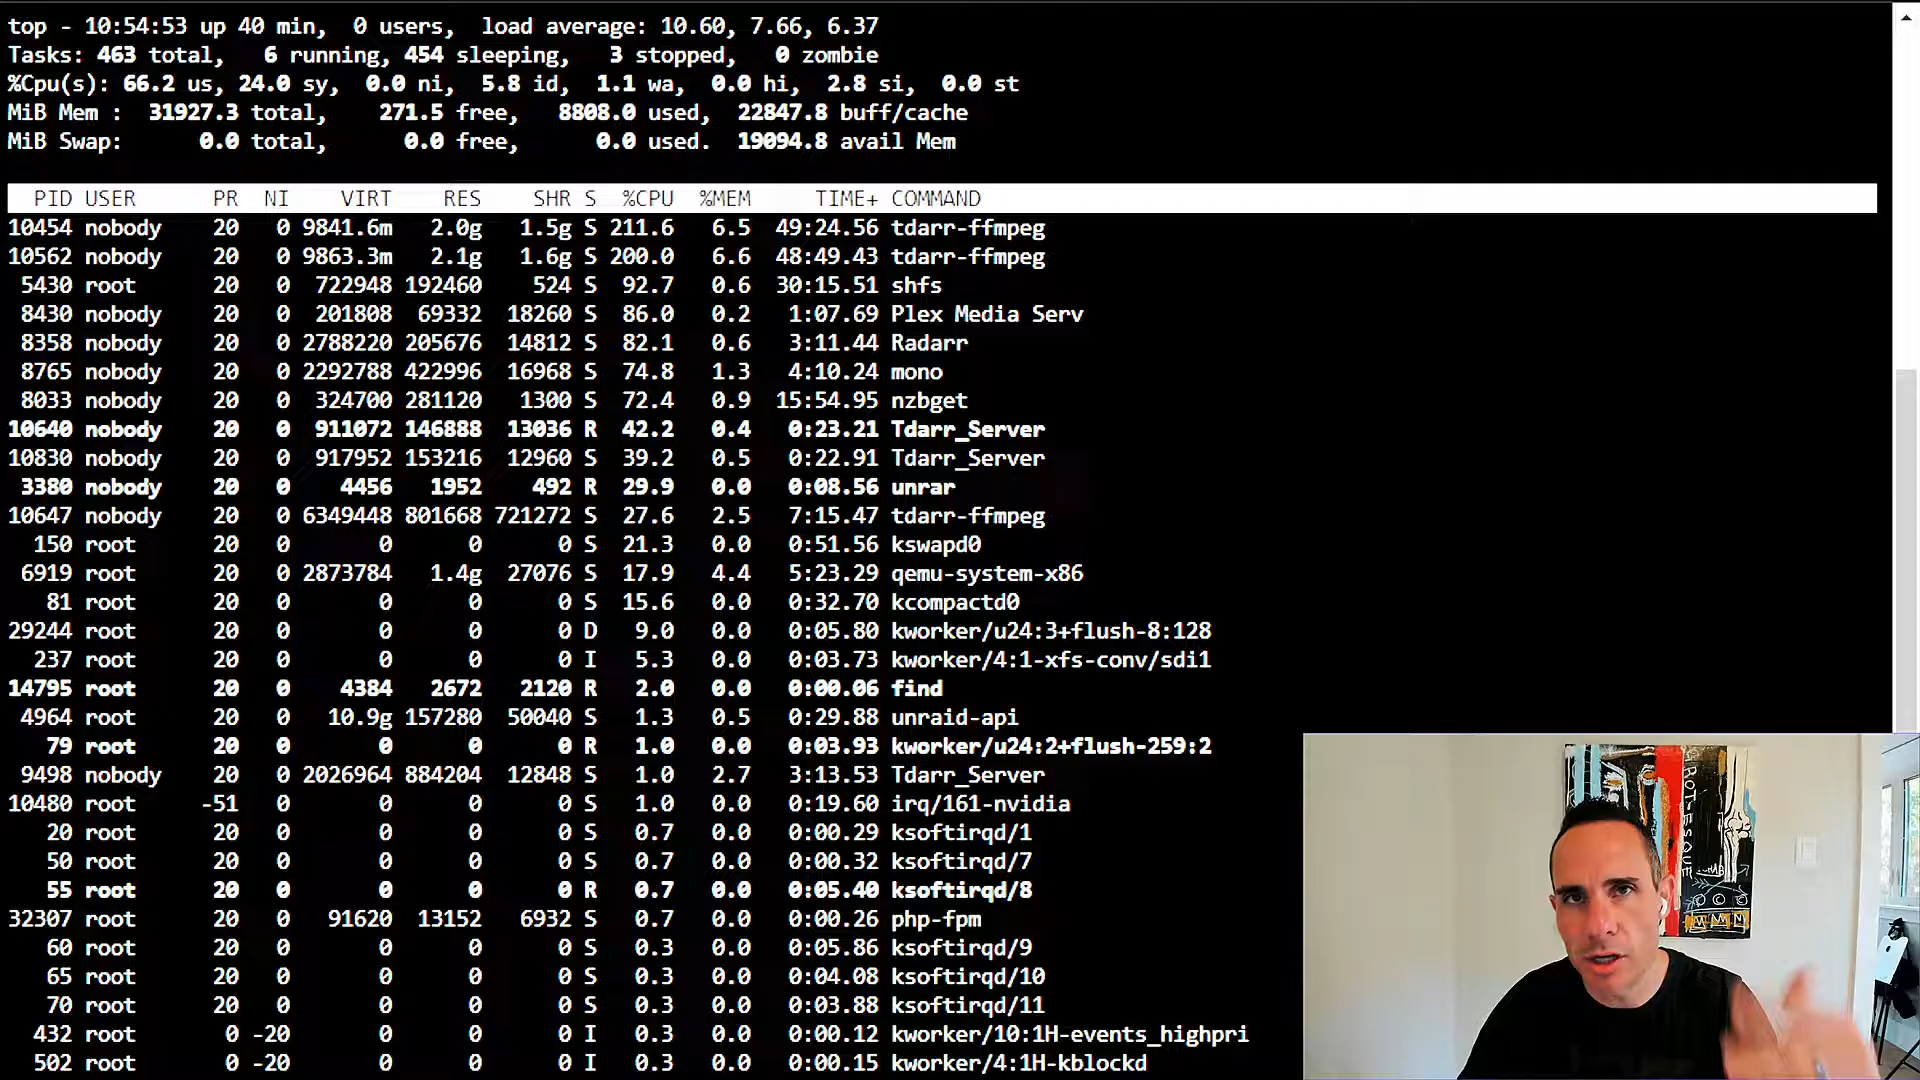 top - 10:54:53 up 40 min,  0 users,  load average: 10.60, 7.66, 6.37
Tasks: 463 total,   6 running, 454 sleeping,   3 stopped,   0 zombie
%Cpu(s): 66.2 us, 24.0 sy,  0.0 ni,  5.8 id,  1.1 wa,  0.0 hi,  2.8 si,  0.0 st
MiB Mem :  31927.3 total,    271.5 free,   8808.0 used,  22847.8 buff/cache
MiB Swap:      0.0 total,      0.0 free,      0.0 used.  19094.8 avail Mem
PID USER      PR  NI    VIRT    RES    SHR S  %CPU  %MEM     TIME+ COMMAND
10454 nobody    20   0 9841.6m   2.0g   1.5g S 211.6   6.5  49:24.56 tdarr-ffmpeg
10562 nobody    20   0 9863.3m   2.1g   1.6g S 200.0   6.6  48:49.43 tdarr-ffmpeg
5430 root      20   0  722948 192460    524 S  92.7   0.6  30:15.51 shfs
8430 nobody    20   0  201808  69332  18260 S  86.0   0.2   1:07.69 Plex Media Serv
8358 nobody    20   0 2788220 205676  14812 S  82.1   0.6   3:11.44 Radarr
8765 nobody    20   0 2292788 422996  16968 S  74.8   1.3   4:10.24 mono
8033 nobody    20   0  324700 281120   1300 S  72.4   0.9  15:54.95 nzbget
10640 nobody    20   0  911072 146888  13036 R  42.2   0.4   0:23.21 Tdarr_Server
10830 nobody    20   0  917952 153216  12960 S  39.2   0.5   0:22.91 Tdarr_Server
3380 nobody    20   0    4456   1952    492 R  29.9   0.0   0:08.56 unrar
10647 nobody    20   0 6349448 801668 721272 S  27.6   2.5   7:15.47 tdarr-ffmpeg
150 root      20   0       0      0      0 S  21.3   0.0   0:51.56 kswapd0
6919 root      20   0 2873784   1.4g  27076 S  17.9   4.4   5:23.29 qemu-system-x86
81 root      20   0       0      0      0 S  15.6   0.0   0:32.70 kcompactd0
29244 root      20   0       0      0      0 D   9.0   0.0   0:05.80 kworker/u24:3+flush-8:128
237 root      20   0       0      0      0 I   5.3   0.0   0:03.73 kworker/4:1-xfs-conv/sdi1
14795 root      20   0    4384   2672   2120 R   2.0   0.0   0:00.06 find
4964 root      20   0   10.9g 157280  50040 S   1.3   0.5   0:29.88 unraid-api
79 root      20   0       0      0      0 R   1.0   0.0   0:03.93 kworker/u24:2+flush-259:2
9498 nobody    20   0 2026964 884204  12848 S   1.0   2.7   3:13.53 Tdarr_Server
10480 root     -51   0       0      0      0 S   1.0   0.0   0:19.60 irq/161-nvidia
20 root      20   0       0      0      0 S   0.7   0.0   0:00.29 ksoftirqd/1
50 root      20   0       0      0      0 S   0.7   0.0   0:00.32 ksoftirqd/7
55 root      20   0       0      0      0 R   0.7   0.0   0:05.40 ksoftirqd/8
32307 root      20   0   91620  13152   6932 S   0.7   0.0   0:00.26 php-fpm
60 root      20   0       0      0      0 S   0.3   0.0   0:05.86 ksoftirqd/9
65 root      20   0       0      0      0 S   0.3   0.0   0:04.08 ksoftirqd/10
70 root      20   0       0      0      0 S   0.3   0.0   0:03.88 ksoftirqd/11
432 root       0 -20       0      0      0 I   0.3   0.0   0:00.12 kworker/10:1H-events_highpri
502 root       0 -20       0      0      0 I   0.3   0.0   0:00.15 kworker/4:1H-kblockd